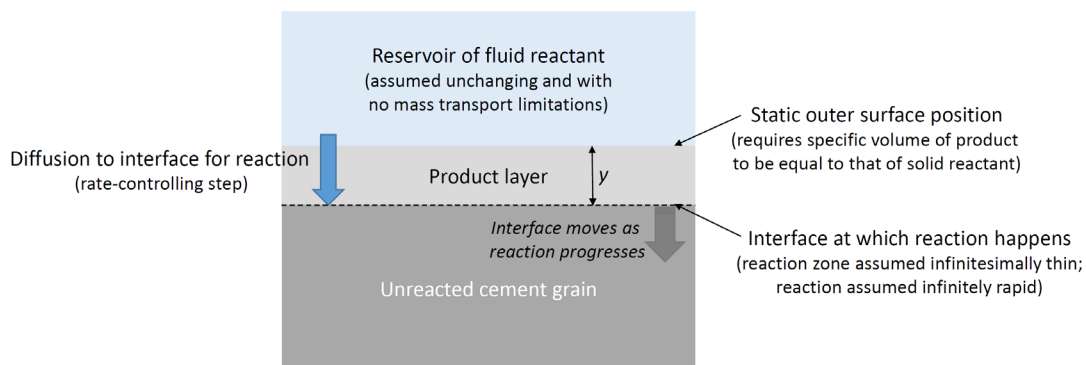 Reservoir of fluid reactant
(assumed unchanging and with
no mass transport limitations)
Static outer surface position
(requires specific volume of product
to be equal to that of solid reactant)
Diffusion to interface for reaction
(rate-controlling step)
Product layer
y
Interface moves as
reaction progresses
Interface at which reaction happens
(reaction zone assumed infinitesimally thin;
reaction assumed infinitely rapid)
Unreacted cement grain